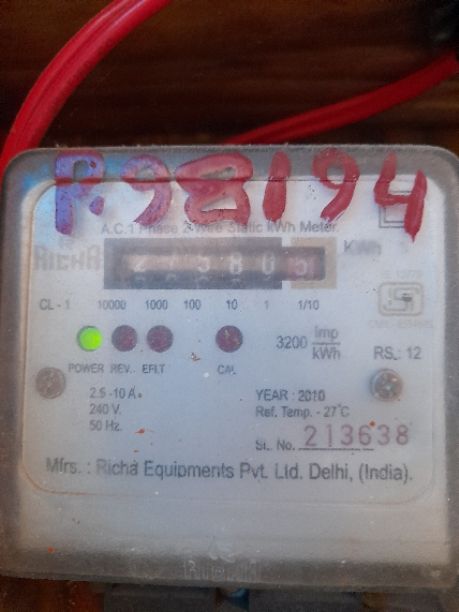 R98194
A.C.1 Phase 2 Wire Static kWh Meter.
RICHA
KWh
CL - 1 10000 1000 100 10 1 1/10
3200 Imp/kWh
RS.: 12
POWER REV. EFLT CAL
2.5 -10 A.
240 V.
50 Hz.
YEAR : 2010
Ref. Temp. - 27°C
Sr. No. 213638
Mfrs. : Richa Equipments Pvt. Ltd. Delhi, (India).